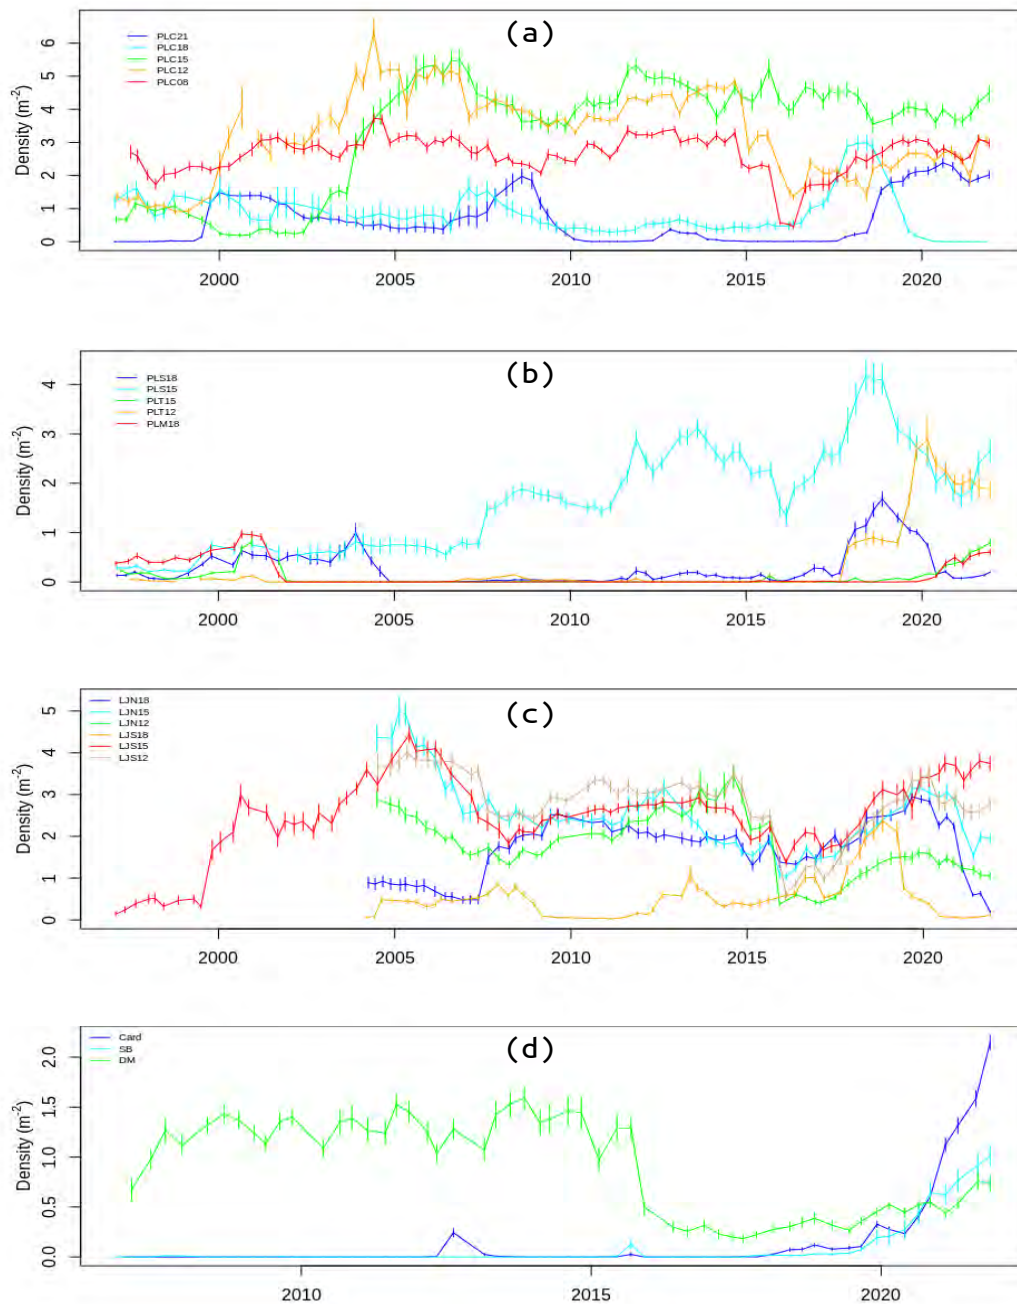 (a)
PLC21
PLC18
PLC15
PLC12
PLC08
Density (m-2)
6
5
4
3
2
1
0
2000 2005 2010 2015 2020
(b)
PLS18
PLS15
PLT15
PLT12
PLM18
Density (m-2)
4
3
2
1
0
2000 2005 2010 2015 2020
(c)
LJN18
LJN15
LJN12
LJS18
LJS15
LJS12
Density (m-2)
5
4
3
2
1
0
2000 2005 2010 2015 2020
(d)
Card
SB
DM
Density (m-2)
2.0
1.5
1.0
0.5
0.0
2010 2015 2020